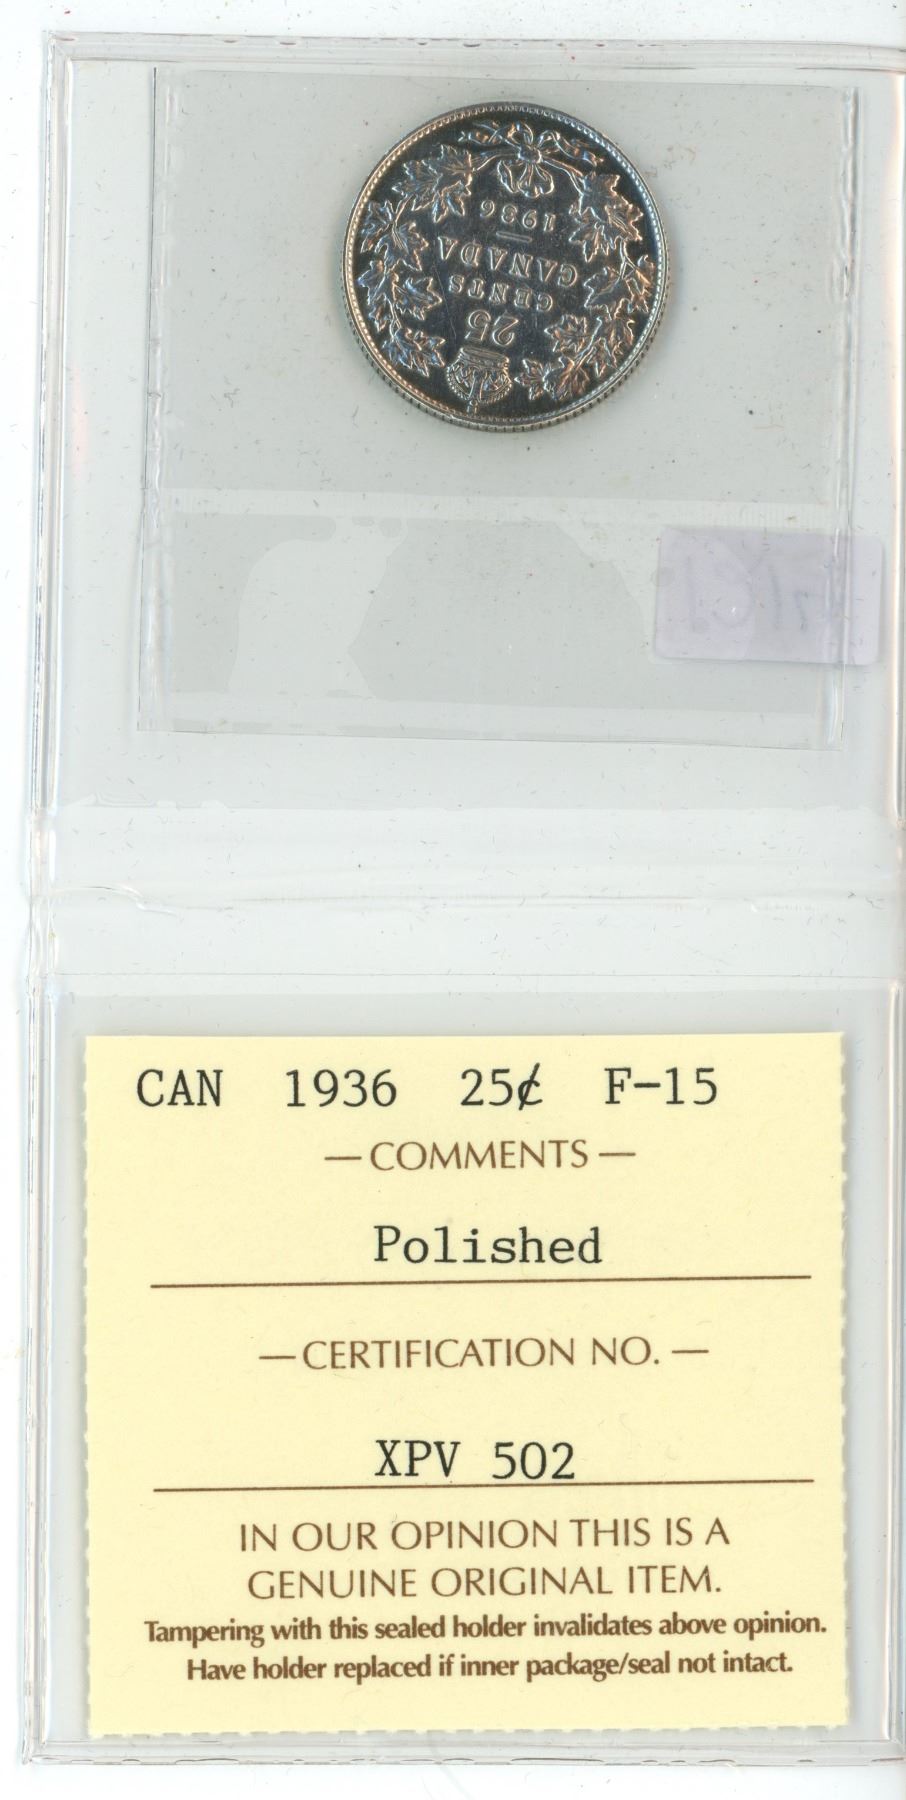 25
CENTS
CANADA
1936
CAN 1936 25¢ F-15
—COMMENTS—
Polished
—CERTIFICATION NO.—
XPV 502
IN OUR OPINION THIS IS A
GENUINE ORIGINAL ITEM.
Tampering with this sealed holder invalidates above opinion.
Have holder replaced if inner package/seal not intact.